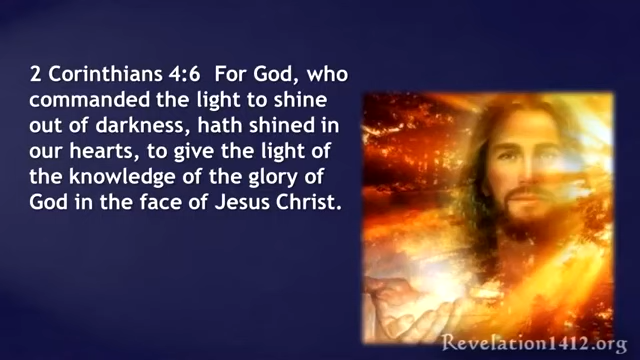 2 Corinthians 4:6  For God, who
commanded the light to shine
out of darkness, hath shined in
our hearts, to give the light of
the knowledge of the glory of
God in the face of Jesus Christ.
Revelation1412.org